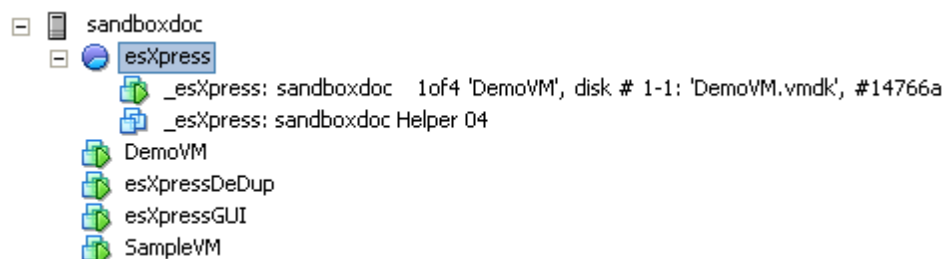 sandboxdoc
esXpress
_esXpress: sandboxdoc 1of4 'DemoVM', disk # 1-1: 'DemoVM.vmdk', #14766a
_esXpress: sandboxdoc Helper 04
DemoVM
esXpressDeDup
esXpressGUI
SampleVM